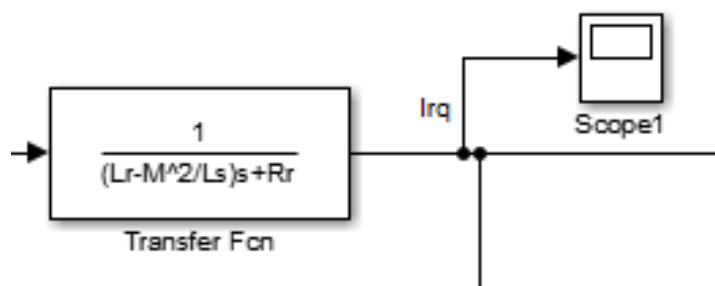 Irq
Scope1
1
(Lr-M^2/Ls)s+Rr
Transfer Fcn